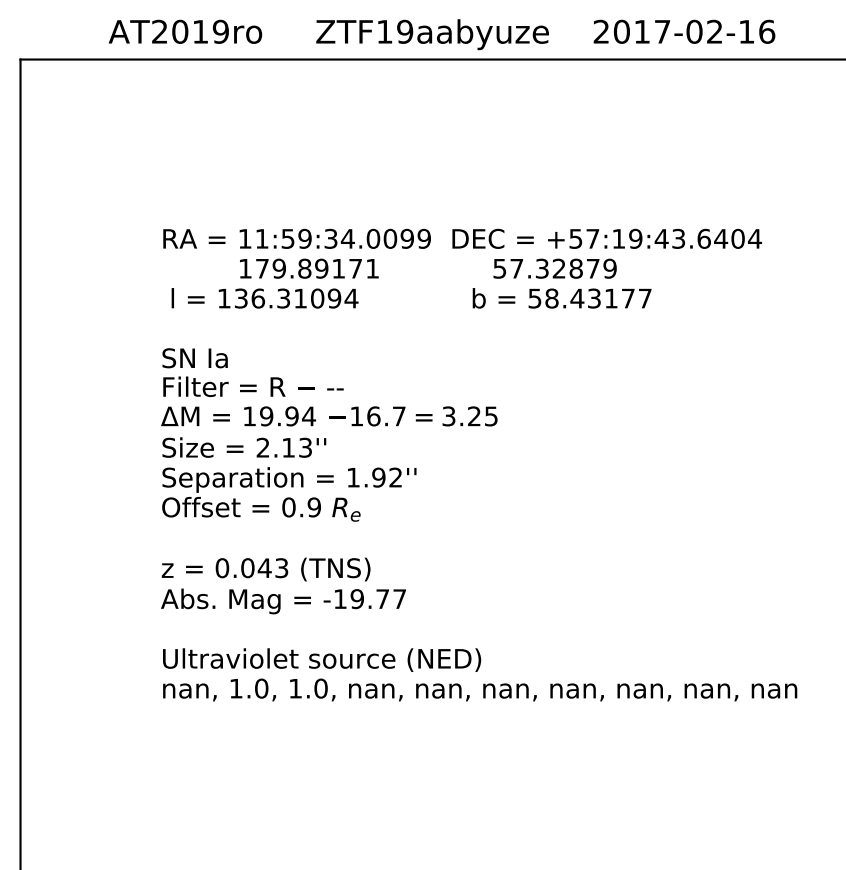 AT2019ro ZTF19aabyuze 2017-02-16
RA = 11:59:34.0099 DEC = +57:19:43.6404
179.89171 57.32879
l = 136.31094 b = 58.43177
SN Ia
Filter = R − --
ΔM = 19.94 −16.7 = 3.25
Size = 2.13''
Separation = 1.92''
Offset = 0.9 Rₑ
z = 0.043 (TNS)
Abs. Mag = -19.77
Ultraviolet source (NED)
nan, 1.0, 1.0, nan, nan, nan, nan, nan, nan, nan